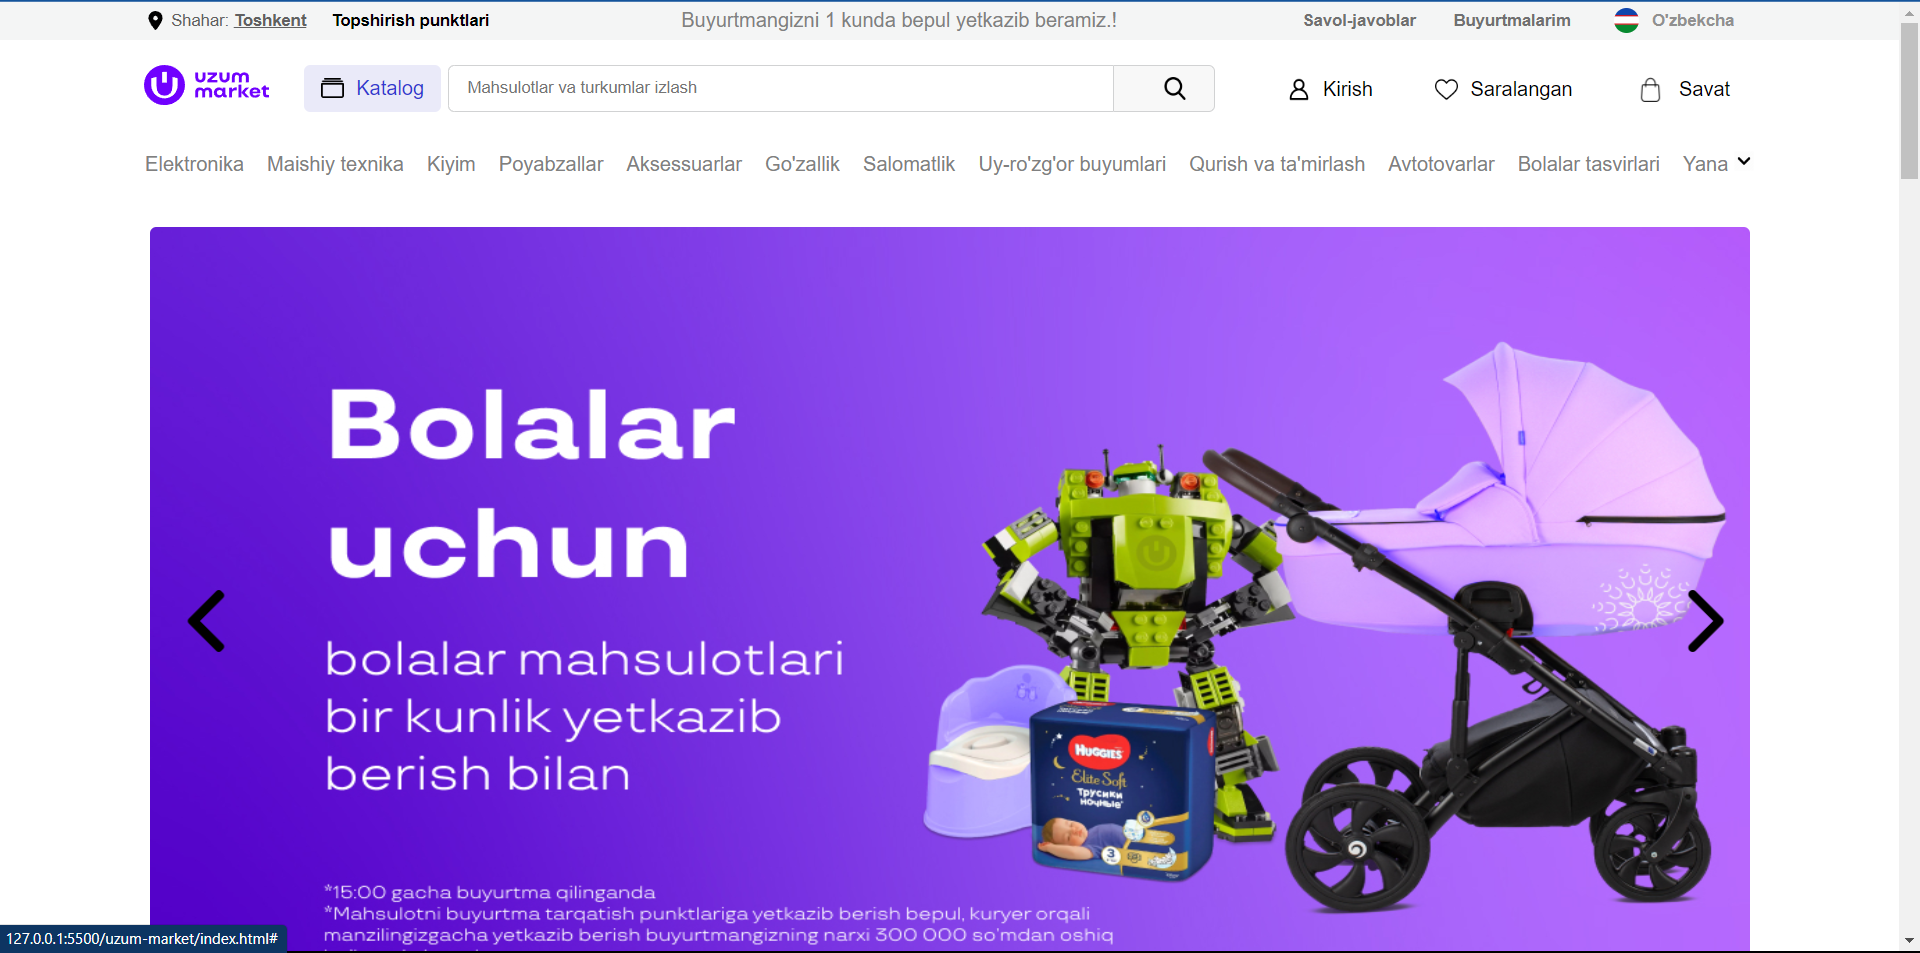 Shahar: Toshkent Topshirish punktlari Buyurtmangizni 1 kunda bepul yetkazib beramiz.! Savol-javoblar Buyurtmalarim O'zbekcha
uzum
market
Katalog
Mahsulotlar va turkumlar izlash
Kirish
Saralangan
Savat
Elektronika Maishiy texnika Kiyim Poyabzallar Aksessuarlar Go'zallik Salomatlik Uy-ro'zg'or buyumlari Qurish va ta'mirlash Avtotovarlar Bolalar tasvirlari Yana
Bolalar
uchun
bolalar mahsulotlari
bir kunlik yetkazib
berish bilan
HUGGIES
Elite Soft
Трусики
ночные
3
*15:00 gacha buyurtma qilinganda
*Mahsulotni buyurtma tarqatish punktlariga yetkazib berish bepul, kuryer orqali
manzilingizgacha yetkazib berish buyurtmangizning narxi 300 000 so'mdan oshiq
127.0.0.1:5500/uzum-market/index.html#